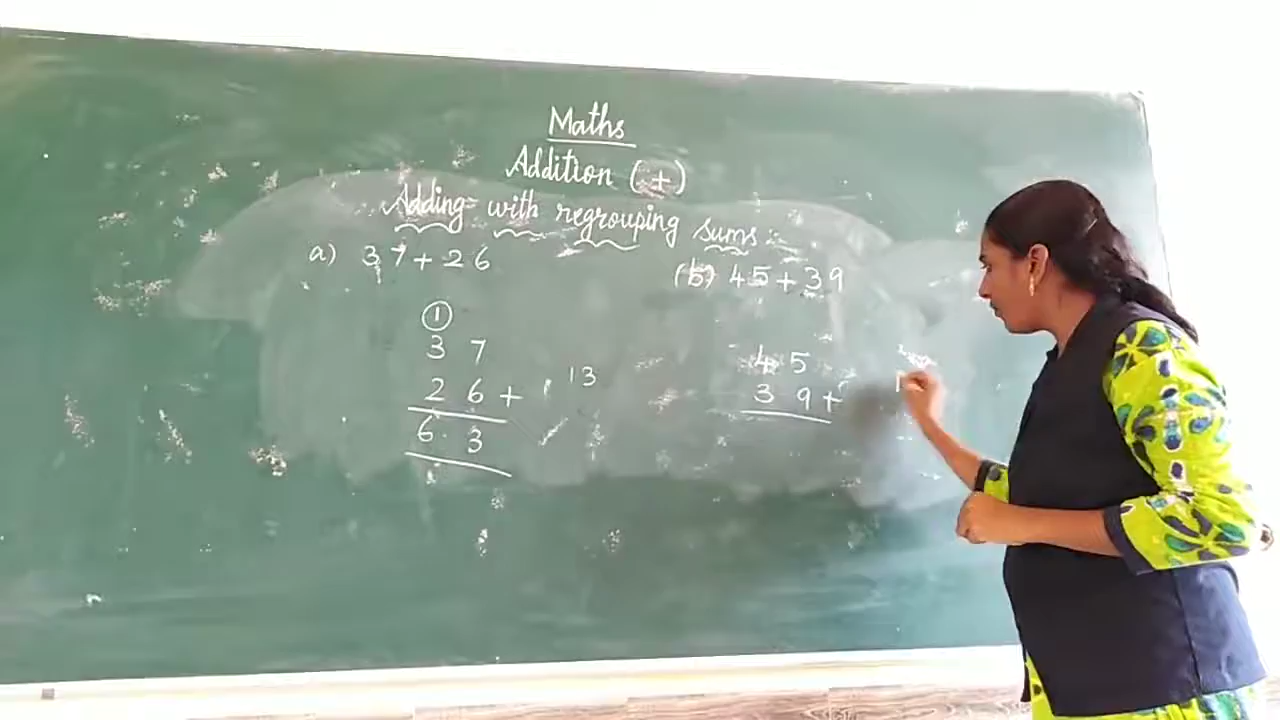 Maths
Addition (+)
Adding with regrouping sums :
a) 37 + 26
1
3 7
2 6 +
13
6 3
(b) 45 + 39
4 5
3 9 +
1